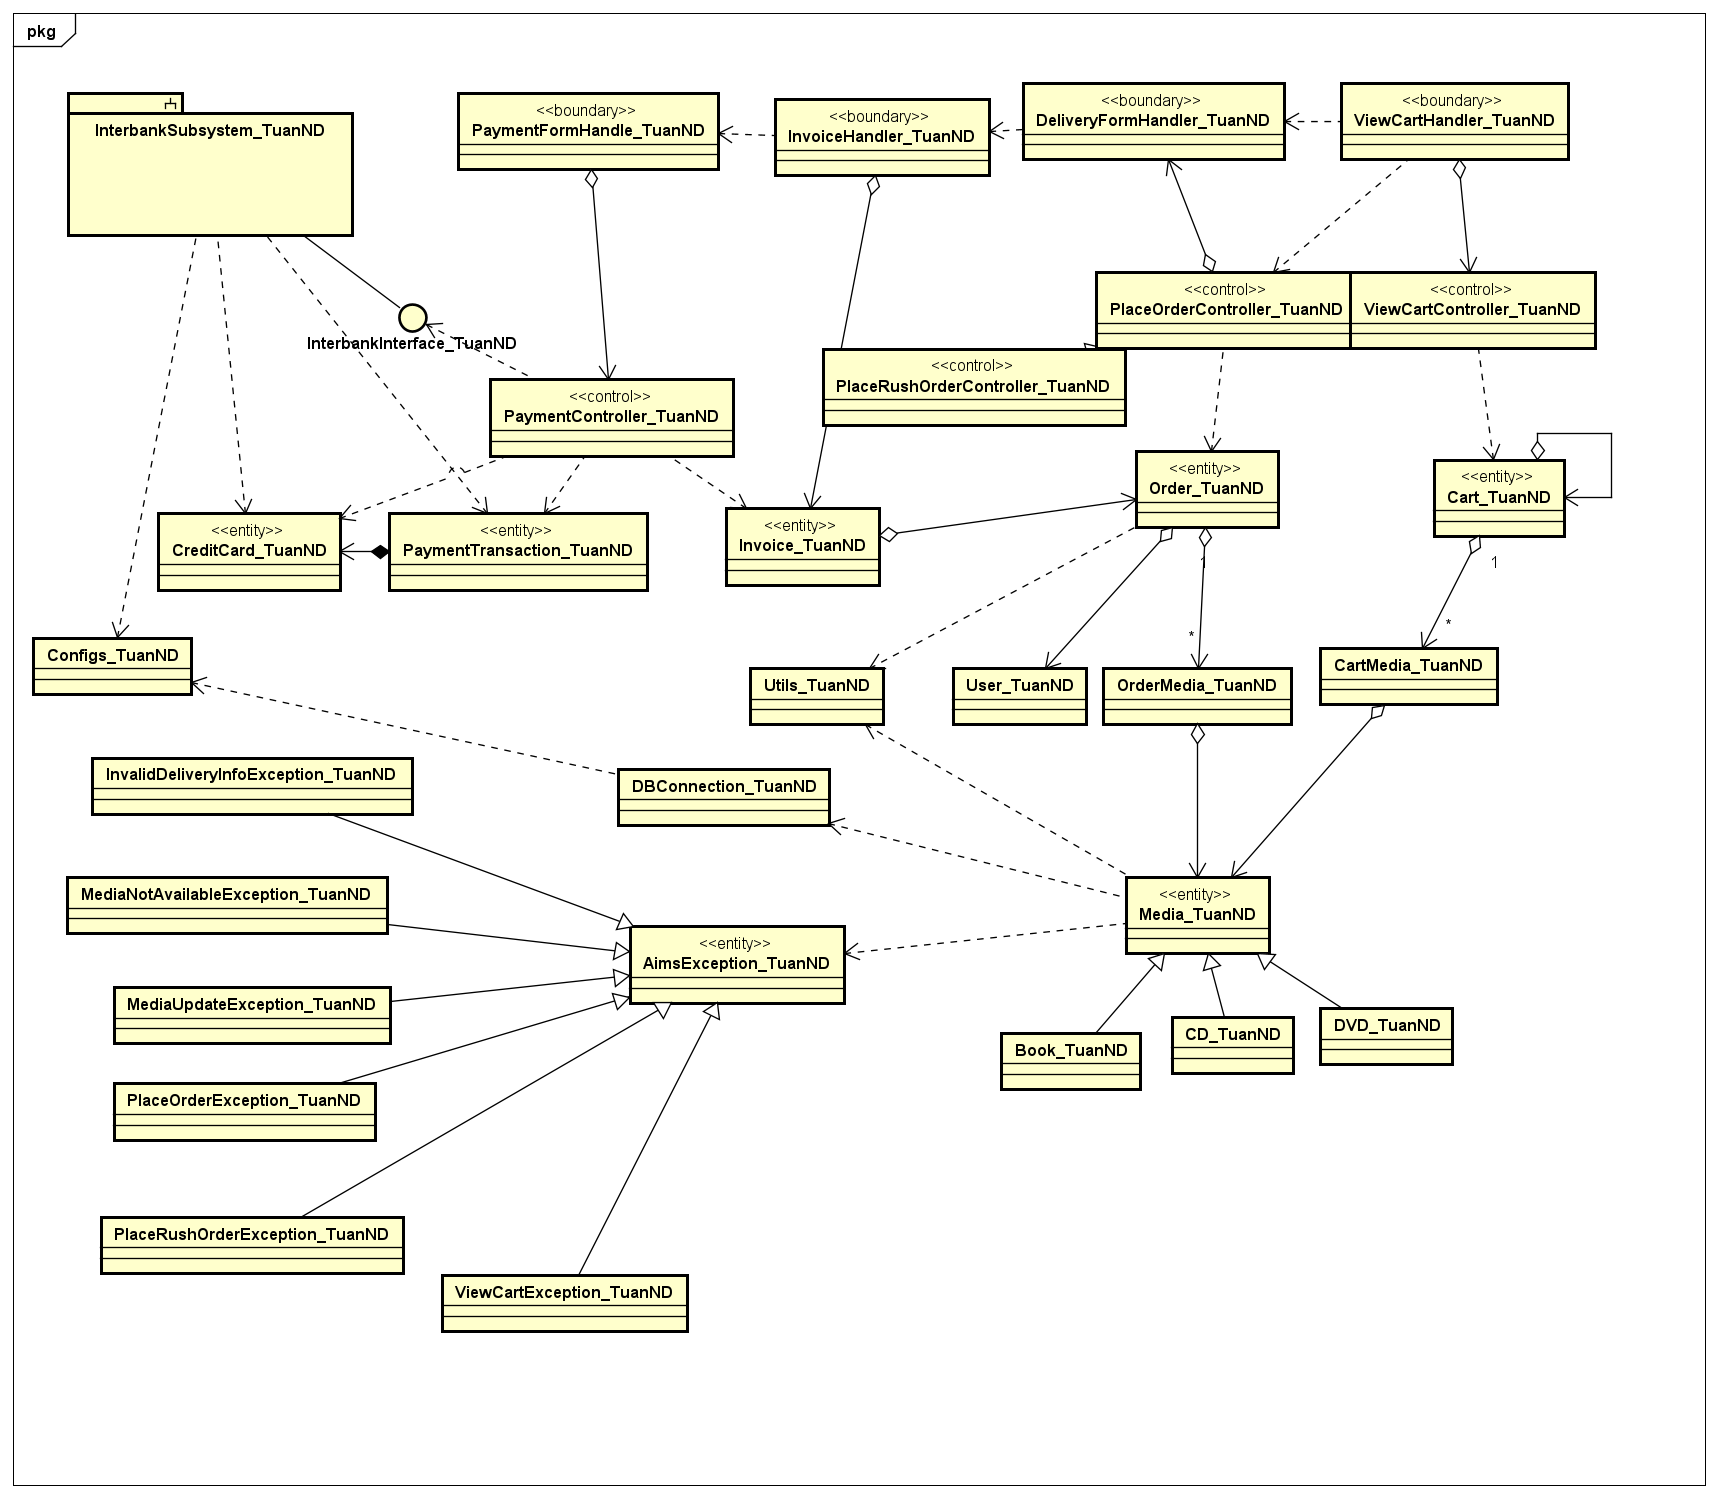 pkg
InterbankSubsystem_TuanND
<<boundary>>
PaymentFormHandle_TuanND
<<boundary>>
InvoiceHandler_TuanND
<<boundary>>
DeliveryFormHandler_TuanND
<<boundary>>
ViewCartHandler_TuanND
<<control>>
PlaceOrderController_TuanND
<<control>>
ViewCartController_TuanND
InterbankInterface_TuanND
<<control>>
PaymentController_TuanND
<<control>>
PlaceRushOrderController_TuanND
<<entity>>
Order_TuanND
<<entity>>
Cart_TuanND
<<entity>>
CreditCard_TuanND
<<entity>>
PaymentTransaction_TuanND
<<entity>>
Invoice_TuanND
1
1
*
*
Configs_TuanND
Utils_TuanND
User_TuanND
OrderMedia_TuanND
CartMedia_TuanND
InvalidDeliveryInfoException_TuanND
DBConnection_TuanND
MediaNotAvailableException_TuanND
<<entity>>
Media_TuanND
<<entity>>
AimsException_TuanND
MediaUpdateException_TuanND
Book_TuanND
CD_TuanND
DVD_TuanND
PlaceOrderException_TuanND
PlaceRushOrderException_TuanND
ViewCartException_TuanND